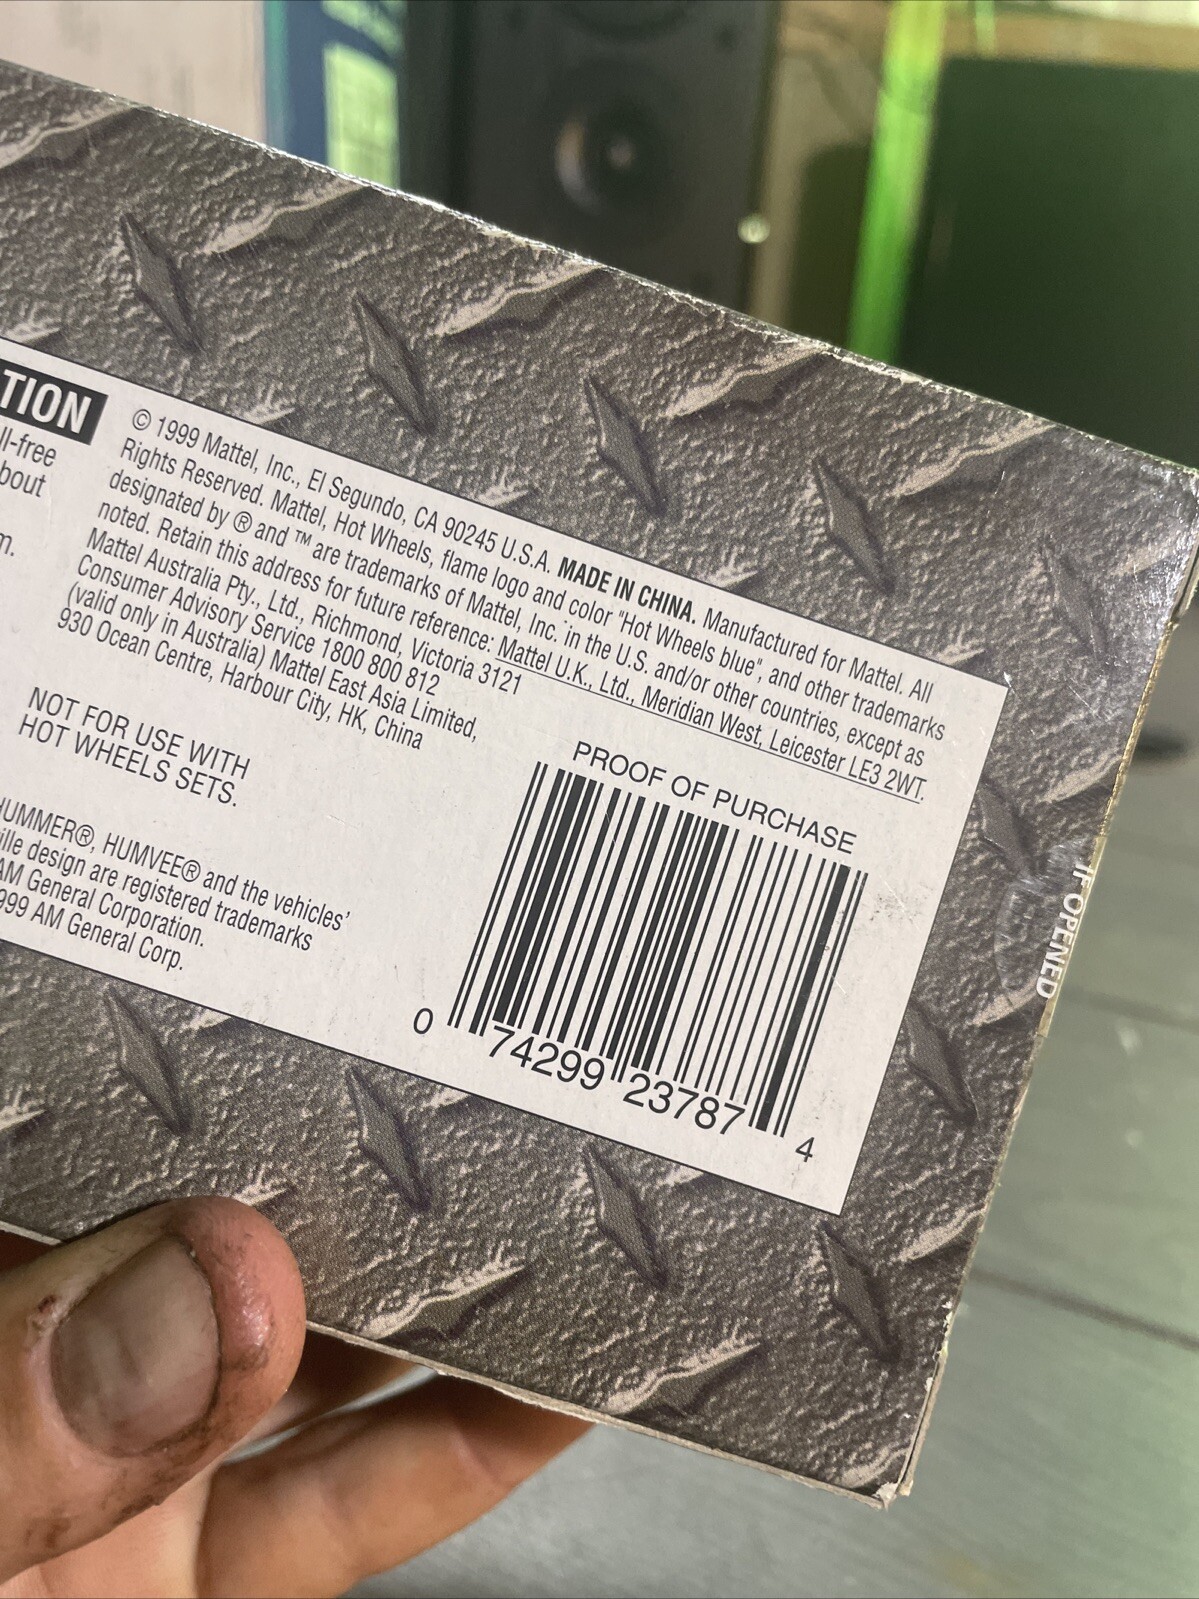 TION
ll-free
bout
m.
© 1999 Mattel, Inc., El Segundo, CA 90245 U.S.A. MADE IN CHINA. Manufactured for Mattel. All
Rights Reserved. Mattel, Hot Wheels, flame logo and color "Hot Wheels blue", and other trademarks
designated by ® and ™ are trademarks of Mattel, Inc. in the U.S. and/or other countries, except as
noted. Retain this address for future reference: Mattel U.K., Ltd., Meridian West, Leicester LE3 2WT.
Mattel Australia Pty., Ltd., Richmond, Victoria 3121
Consumer Advisory Service 1800 800 812
(valid only in Australia) Mattel East Asia Limited,
930 Ocean Centre, Harbour City, HK, China
NOT FOR USE WITH
HOT WHEELS SETS.
HUMMER®, HUMVEE® and the vehicles'
ille design are registered trademarks
AM General Corporation.
999 AM General Corp.
PROOF OF PURCHASE
0 74299 23787 4
IF OPENED